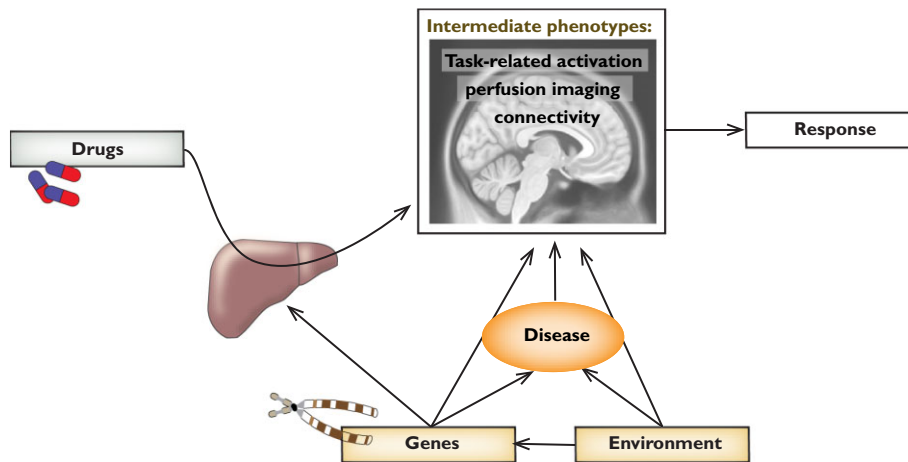 Intermediate phenotypes:
Task-related activation
perfusion imaging
connectivity
Drugs
Response
Disease
Genes
Environment